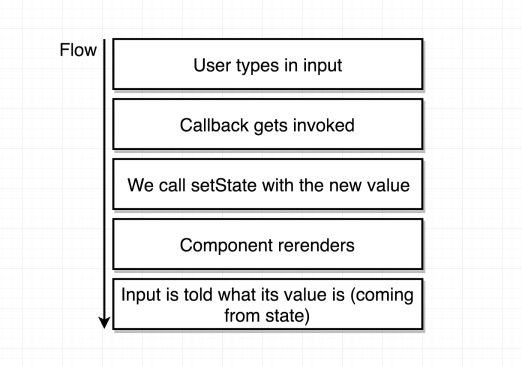 Flow
User types in input
Callback gets invoked
We call setState with the new value
Component rerenders
Input is told what its value is (coming
from state)